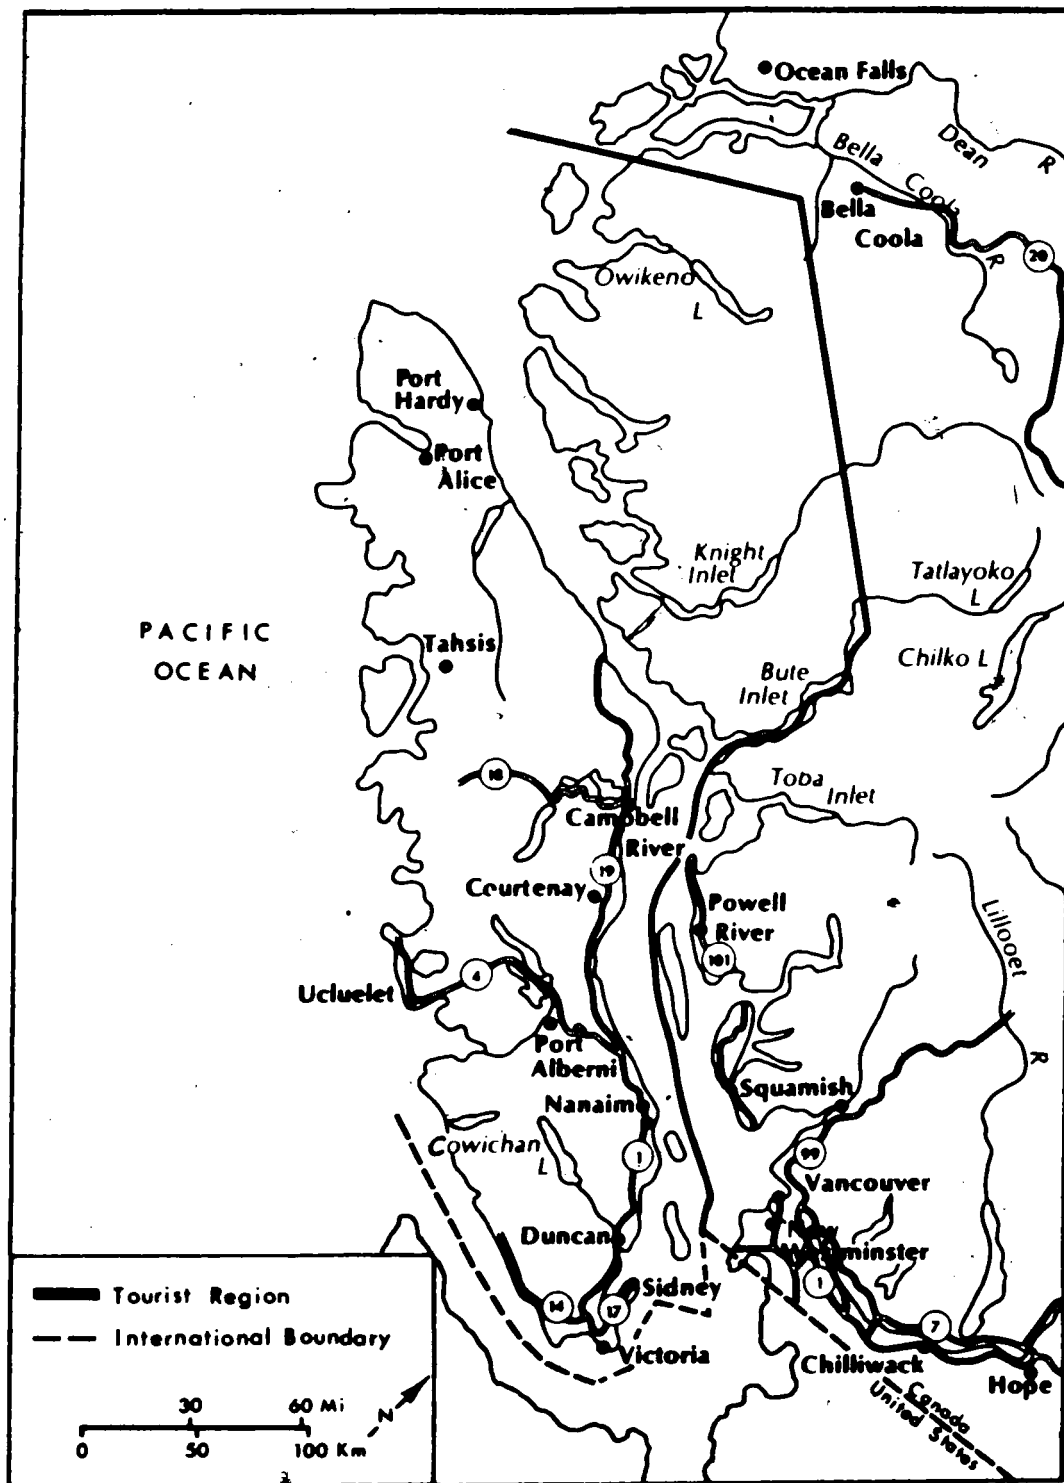 Ocean Falls
Dean
R
Bella
Coola
R
Bella
Coola
20
Owikeno
L
Port
Hardy
Port
Alice
Knight
Inlet
Tatlayoko
L
PACIFIC
OCEAN
Tahsis
Chilko L
Bute
Inlet
18
Toba
Inlet
Campbell
River
19
Courtenay
Powell
River
101
Lillooet
R
4
Ucluelet
Port
Alberni
Squamish
Nanaimo
Cowichan
L
1
99
Vancouver
Duncan
New
Westminster
Sidney
1
14
17
7
Victoria
Chilliwack
Hope
Canada
United States
Tourist Region
International Boundary
30 60 Mi
0 50 100 Km
N